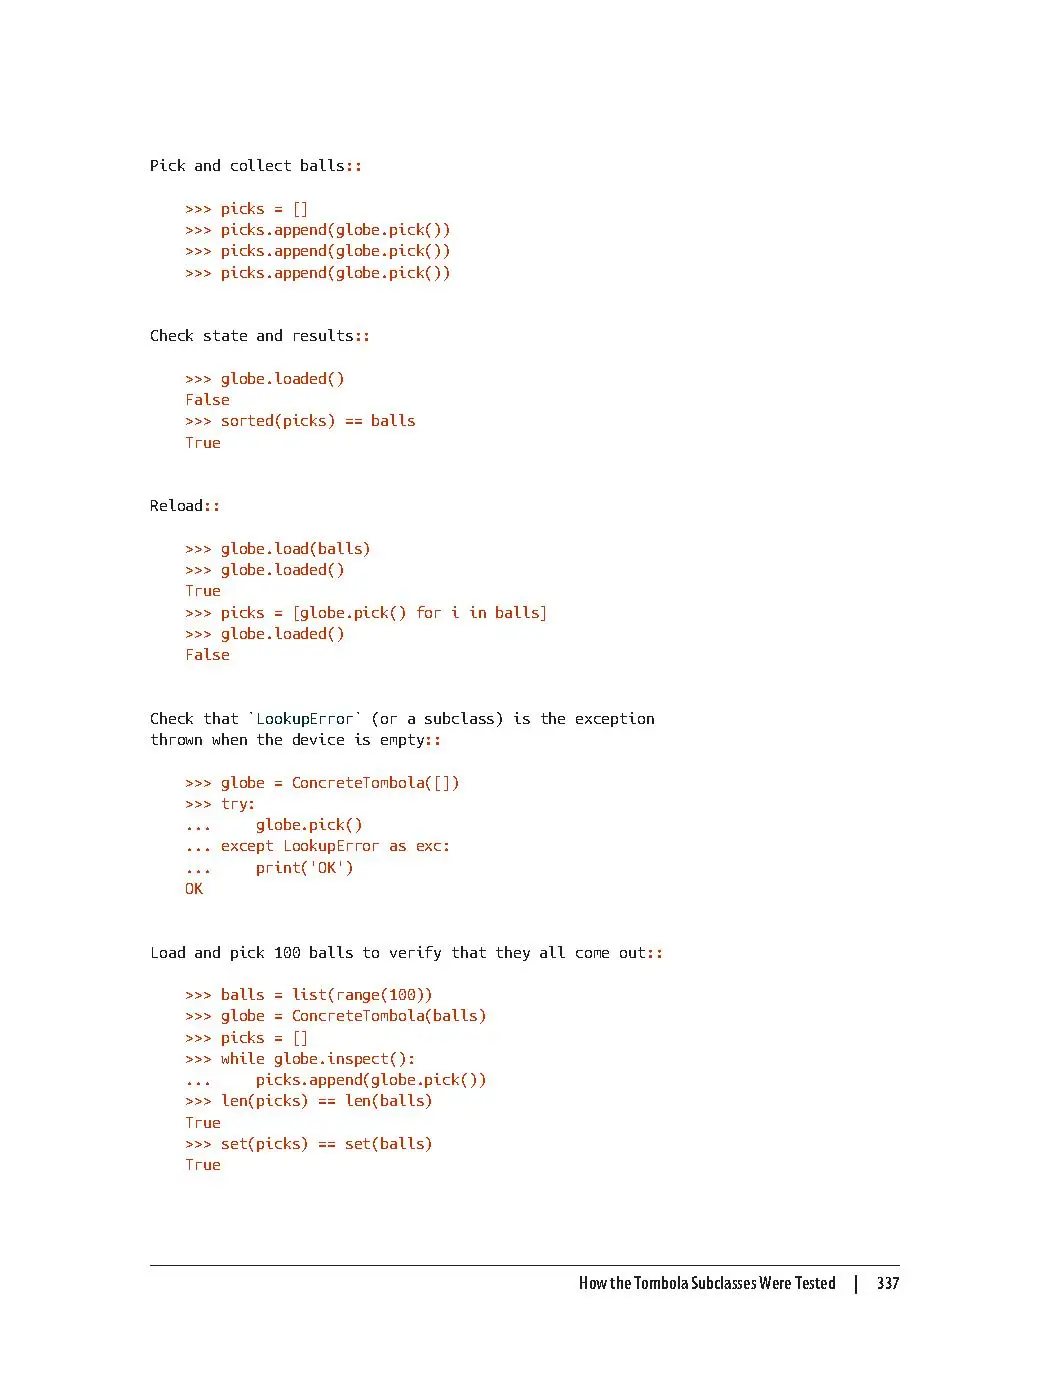 Pick and collect balls::
>>> picks = []
>>> picks.append(globe.pick())
>>> picks.append(globe.pick())
>>> picks.append(globe.pick())
Check state and results::
>>> globe.loaded()
False
>>> sorted(picks) == balls
True
Reload::
>>> globe.load(balls)
>>> globe.loaded()
True
>>> picks = [globe.pick() for i in balls]
>>> globe.loaded()
False
Check that `LookupError` (or a subclass) is the exception
thrown when the device is empty::
>>> globe = ConcreteTombola([])
>>> try:
...     globe.pick()
... except LookupError as exc:
...     print('OK')
OK
Load and pick 100 balls to verify that they all come out::
>>> balls = list(range(100))
>>> globe = ConcreteTombola(balls)
>>> picks = []
>>> while globe.inspect():
...     picks.append(globe.pick())
>>> len(picks) == len(balls)
True
>>> set(picks) == set(balls)
True
How the Tombola Subclasses Were Tested | 337